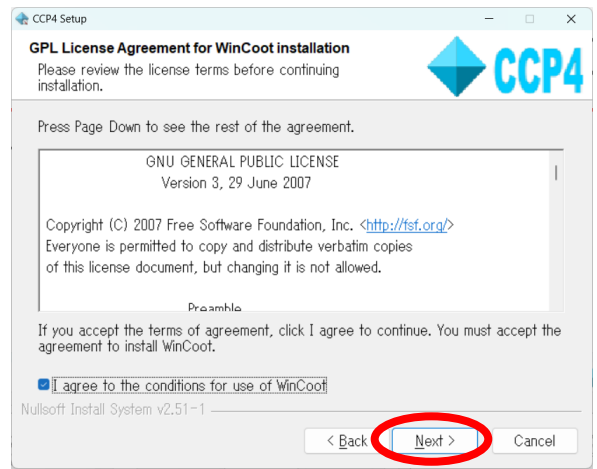 CCP4 Setup
GPL License Agreement for WinCoot installation
Please review the license terms before continuing
installation.
CCP4
Press Page Down to see the rest of the agreement.
GNU GENERAL PUBLIC LICENSE
Version 3, 29 June 2007
Copyright (C) 2007 Free Software Foundation, Inc. <http://fsf.org/>
Everyone is permitted to copy and distribute verbatim copies
of this license document, but changing it is not allowed.
Preamble
If you accept the terms of agreement, click I agree to continue. You must accept the
agreement to install WinCoot.
I agree to the conditions for use of WinCoot
Nullsoft Install System v2.51-1
< Back Next > Cancel